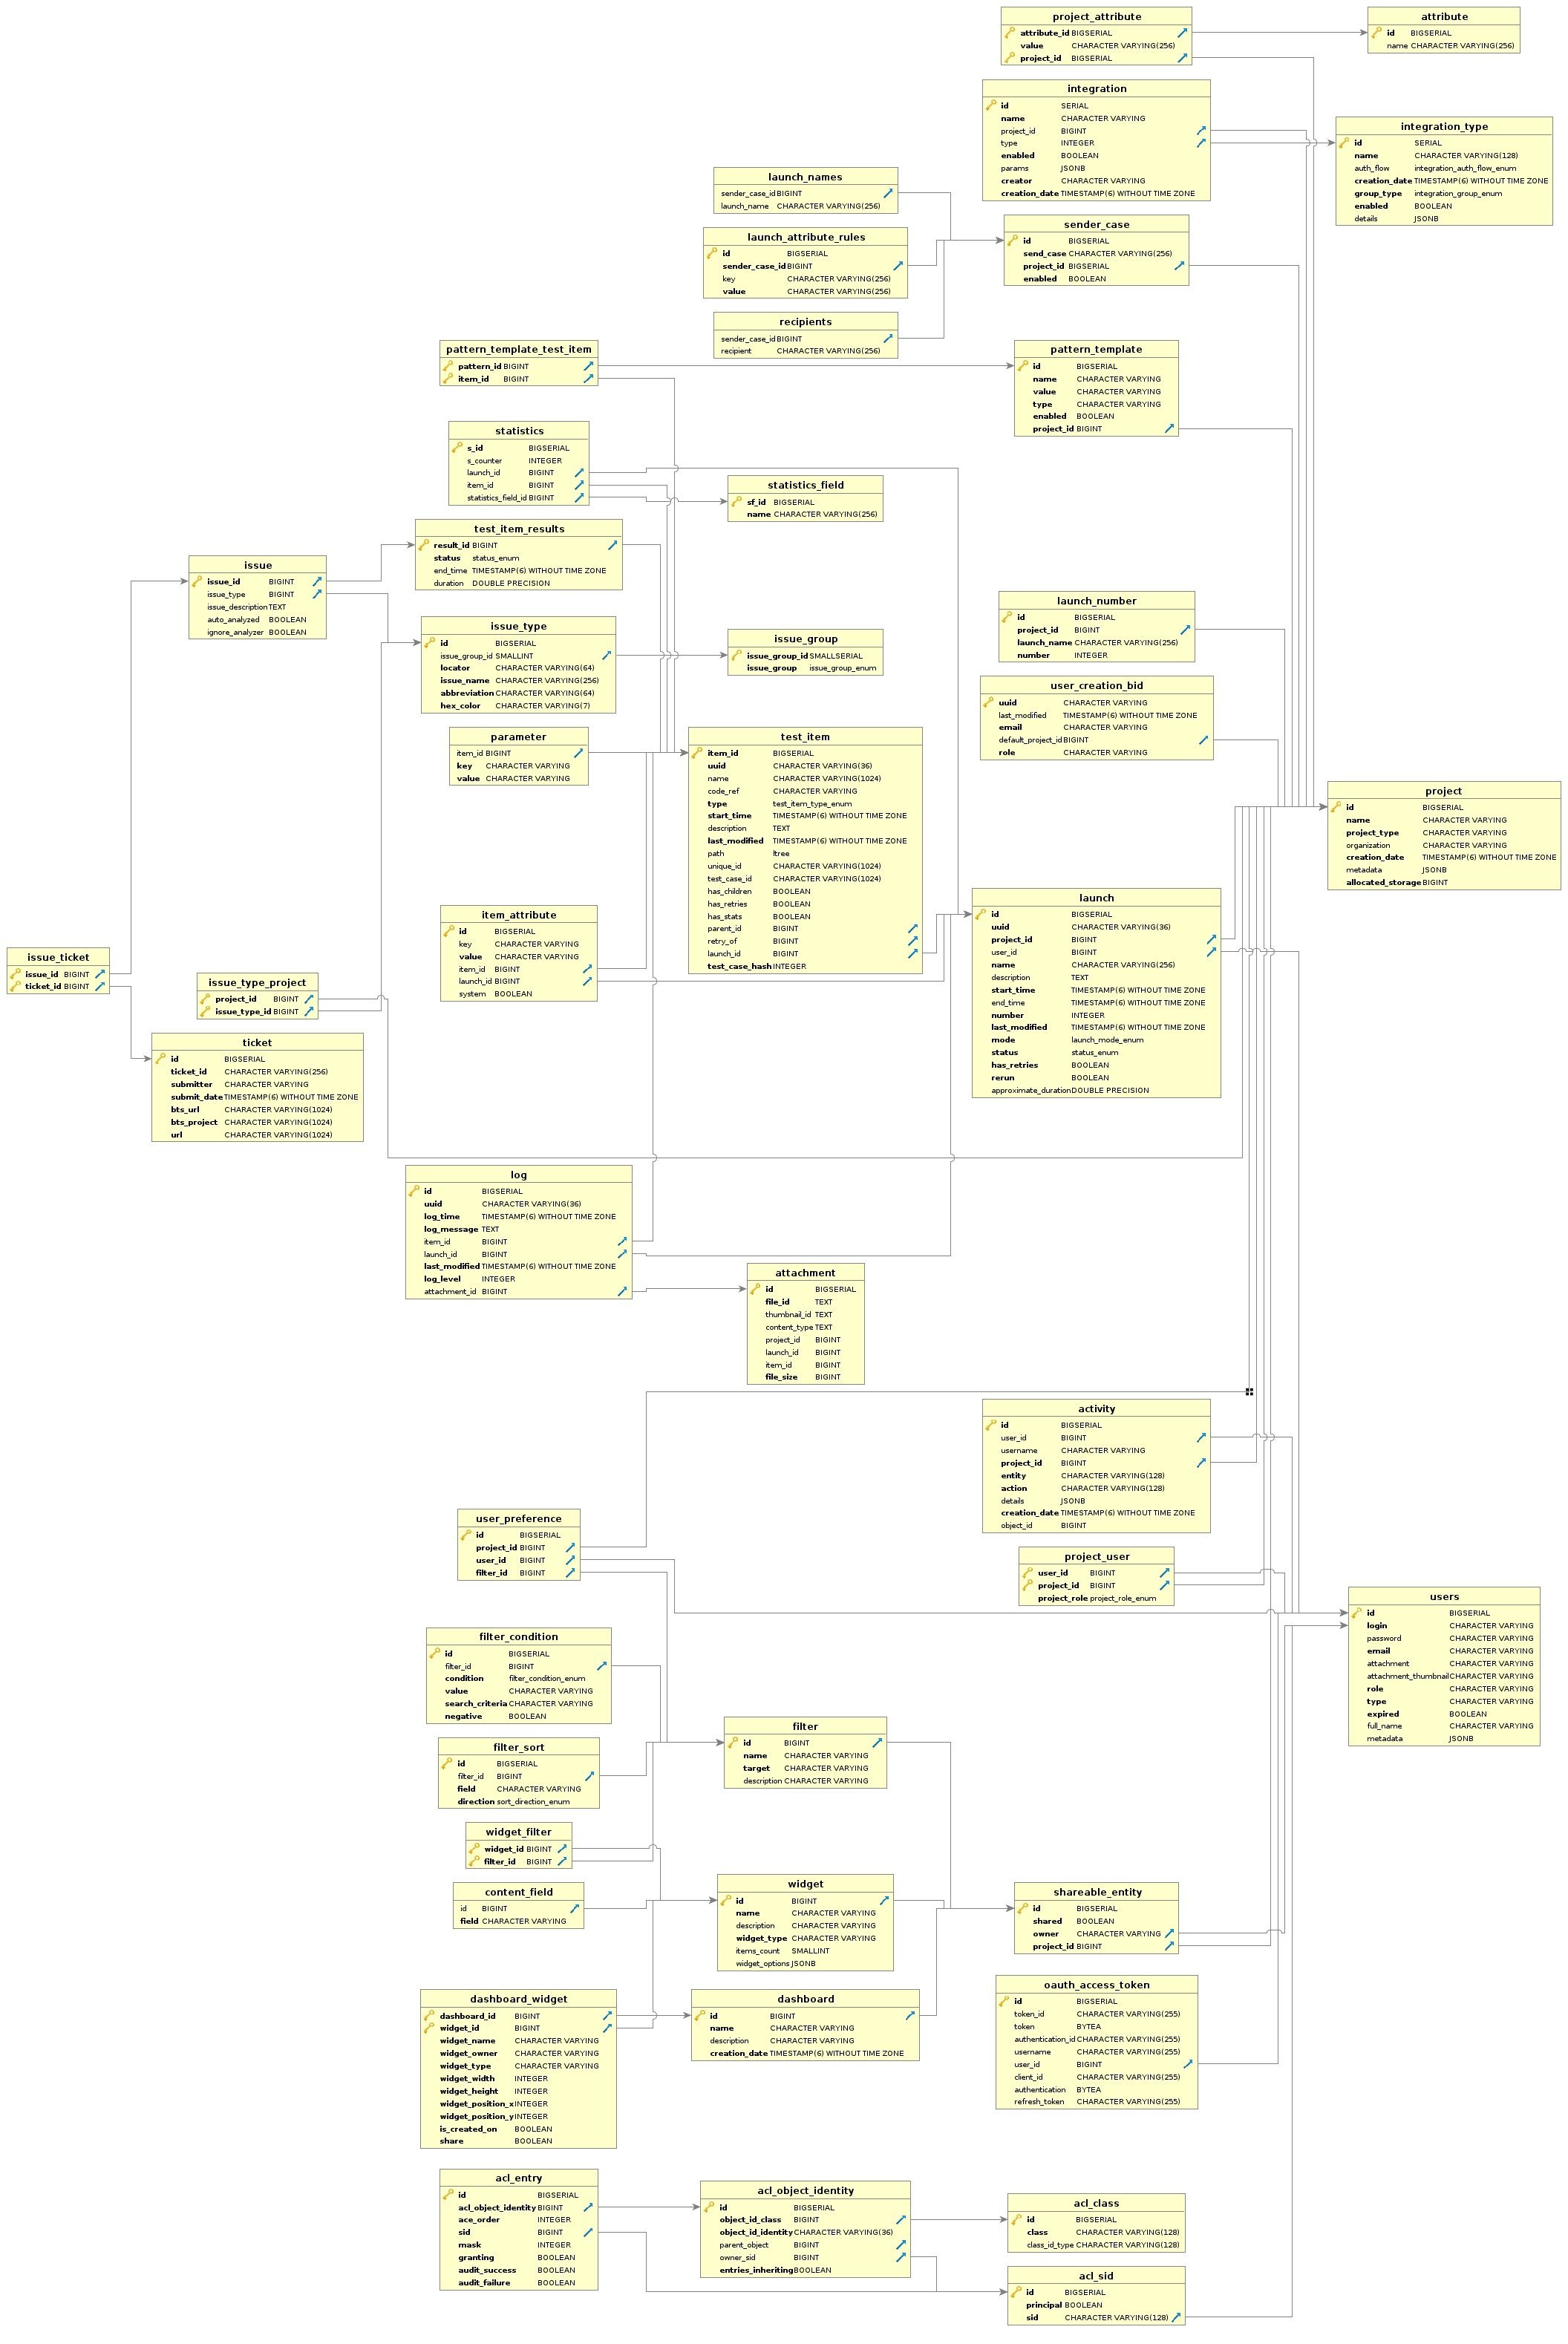 project_attribute
attribute_id BIGSERIAL
value CHARACTER VARYING(256)
project_id BIGSERIAL
attribute
id BIGSERIAL
name CHARACTER VARYING(256)
integration
id SERIAL
name CHARACTER VARYING
project_id BIGINT
type INTEGER
enabled BOOLEAN
params JSONB
creator CHARACTER VARYING
creation_date TIMESTAMP(6) WITHOUT TIME ZONE
integration_type
id SERIAL
name CHARACTER VARYING(128)
auth_flow integration_auth_flow_enum
creation_date TIMESTAMP(6) WITHOUT TIME ZONE
group_type integration_group_enum
enabled BOOLEAN
details JSONB
launch_names
sender_case_id BIGINT
launch_name CHARACTER VARYING(256)
launch_attribute_rules
id BIGSERIAL
sender_case_id BIGINT
key CHARACTER VARYING(256)
value CHARACTER VARYING(256)
sender_case
id BIGSERIAL
send_case CHARACTER VARYING(256)
project_id BIGSERIAL
enabled BOOLEAN
recipients
sender_case_id BIGINT
recipient CHARACTER VARYING(256)
pattern_template_test_item
pattern_id BIGINT
item_id BIGINT
pattern_template
id BIGSERIAL
name CHARACTER VARYING
value CHARACTER VARYING
type CHARACTER VARYING
enabled BOOLEAN
project_id BIGINT
statistics
s_id BIGSERIAL
s_counter INTEGER
launch_id BIGINT
item_id BIGINT
statistics_field_id BIGINT
statistics_field
sf_id BIGSERIAL
name CHARACTER VARYING(256)
test_item_results
result_id BIGINT
status status_enum
end_time TIMESTAMP(6) WITHOUT TIME ZONE
duration DOUBLE PRECISION
issue
issue_id BIGINT
issue_type BIGINT
issue_description TEXT
auto_analyzed BOOLEAN
ignore_analyzer BOOLEAN
issue_type
id BIGSERIAL
issue_group_id SMALLINT
locator CHARACTER VARYING(64)
issue_name CHARACTER VARYING(256)
abbreviation CHARACTER VARYING(64)
hex_color CHARACTER VARYING(7)
issue_group
issue_group_id SMALLSERIAL
issue_group issue_group_enum
launch_number
id BIGSERIAL
project_id BIGINT
launch_name CHARACTER VARYING(256)
number INTEGER
user_creation_bid
uuid CHARACTER VARYING
last_modified TIMESTAMP(6) WITHOUT TIME ZONE
email CHARACTER VARYING
default_project_id BIGINT
role CHARACTER VARYING
parameter
item_id BIGINT
key CHARACTER VARYING
value CHARACTER VARYING
test_item
item_id BIGSERIAL
uuid CHARACTER VARYING(36)
name CHARACTER VARYING(1024)
code_ref CHARACTER VARYING
type test_item_type_enum
start_time TIMESTAMP(6) WITHOUT TIME ZONE
description TEXT
last_modified TIMESTAMP(6) WITHOUT TIME ZONE
path ltree
unique_id CHARACTER VARYING(1024)
test_case_id CHARACTER VARYING(1024)
has_children BOOLEAN
has_retries BOOLEAN
has_stats BOOLEAN
parent_id BIGINT
retry_of BIGINT
launch_id BIGINT
test_case_hash INTEGER
project
id BIGSERIAL
name CHARACTER VARYING
project_type CHARACTER VARYING
organization CHARACTER VARYING
creation_date TIMESTAMP(6) WITHOUT TIME ZONE
metadata JSONB
allocated_storage BIGINT
launch
id BIGSERIAL
uuid CHARACTER VARYING(36)
project_id BIGINT
user_id BIGINT
name CHARACTER VARYING(256)
description TEXT
start_time TIMESTAMP(6) WITHOUT TIME ZONE
end_time TIMESTAMP(6) WITHOUT TIME ZONE
number INTEGER
last_modified TIMESTAMP(6) WITHOUT TIME ZONE
mode launch_mode_enum
status status_enum
has_retries BOOLEAN
rerun BOOLEAN
approximate_duration DOUBLE PRECISION
item_attribute
id BIGSERIAL
key CHARACTER VARYING
value CHARACTER VARYING
item_id BIGINT
launch_id BIGINT
system BOOLEAN
issue_ticket
issue_id BIGINT
ticket_id BIGINT
issue_type_project
project_id BIGINT
issue_type_id BIGINT
ticket
id BIGSERIAL
ticket_id CHARACTER VARYING(256)
submitter CHARACTER VARYING
submit_date TIMESTAMP(6) WITHOUT TIME ZONE
bts_url CHARACTER VARYING(1024)
bts_project CHARACTER VARYING(1024)
url CHARACTER VARYING(1024)
log
id BIGSERIAL
uuid CHARACTER VARYING(36)
log_time TIMESTAMP(6) WITHOUT TIME ZONE
log_message TEXT
item_id BIGINT
launch_id BIGINT
last_modified TIMESTAMP(6) WITHOUT TIME ZONE
log_level INTEGER
attachment_id BIGINT
attachment
id BIGSERIAL
file_id TEXT
thumbnail_id TEXT
content_type TEXT
project_id BIGINT
launch_id BIGINT
item_id BIGINT
file_size BIGINT
activity
id BIGSERIAL
user_id BIGINT
username CHARACTER VARYING
project_id BIGINT
entity CHARACTER VARYING(128)
action CHARACTER VARYING(128)
details JSONB
creation_date TIMESTAMP(6) WITHOUT TIME ZONE
object_id BIGINT
user_preference
id BIGSERIAL
project_id BIGINT
user_id BIGINT
filter_id BIGINT
project_user
user_id BIGINT
project_id BIGINT
project_role project_role_enum
users
id BIGSERIAL
login CHARACTER VARYING
password CHARACTER VARYING
email CHARACTER VARYING
attachment CHARACTER VARYING
attachment_thumbnail CHARACTER VARYING
role CHARACTER VARYING
type CHARACTER VARYING
expired BOOLEAN
full_name CHARACTER VARYING
metadata JSONB
filter_condition
id BIGSERIAL
filter_id BIGINT
condition filter_condition_enum
value CHARACTER VARYING
search_criteria CHARACTER VARYING
negative BOOLEAN
filter
id BIGINT
name CHARACTER VARYING
target CHARACTER VARYING
description CHARACTER VARYING
filter_sort
id BIGSERIAL
filter_id BIGINT
field CHARACTER VARYING
direction sort_direction_enum
widget_filter
widget_id BIGINT
filter_id BIGINT
content_field
id BIGINT
field CHARACTER VARYING
widget
id BIGINT
name CHARACTER VARYING
description CHARACTER VARYING
widget_type CHARACTER VARYING
items_count SMALLINT
widget_options JSONB
shareable_entity
id BIGSERIAL
shared BOOLEAN
owner CHARACTER VARYING
project_id BIGINT
dashboard_widget
dashboard_id BIGINT
widget_id BIGINT
widget_name CHARACTER VARYING
widget_owner CHARACTER VARYING
widget_type CHARACTER VARYING
widget_width INTEGER
widget_height INTEGER
widget_position_x INTEGER
widget_position_y INTEGER
is_created_on BOOLEAN
share BOOLEAN
dashboard
id BIGINT
name CHARACTER VARYING
description CHARACTER VARYING
creation_date TIMESTAMP(6) WITHOUT TIME ZONE
oauth_access_token
id BIGSERIAL
token_id CHARACTER VARYING(255)
token BYTEA
authentication_id CHARACTER VARYING(255)
username CHARACTER VARYING(255)
user_id BIGINT
client_id CHARACTER VARYING(255)
authentication BYTEA
refresh_token CHARACTER VARYING(255)
acl_entry
id BIGSERIAL
acl_object_identity BIGINT
ace_order INTEGER
sid BIGINT
mask INTEGER
granting BOOLEAN
audit_success BOOLEAN
audit_failure BOOLEAN
acl_object_identity
id BIGSERIAL
object_id_class BIGINT
object_id_identity CHARACTER VARYING(36)
parent_object BIGINT
owner_sid BIGINT
entries_inheriting BOOLEAN
acl_class
id BIGSERIAL
class CHARACTER VARYING(128)
class_id_type CHARACTER VARYING(128)
acl_sid
id BIGSERIAL
principal BOOLEAN
sid CHARACTER VARYING(128)